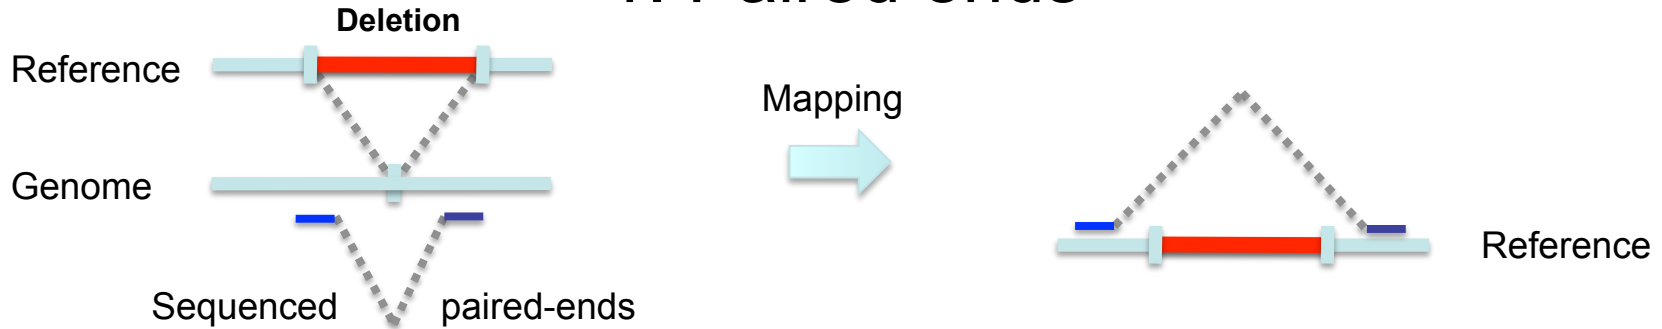 Deletion
Reference
Mapping
Genome
Reference
Sequenced paired-ends